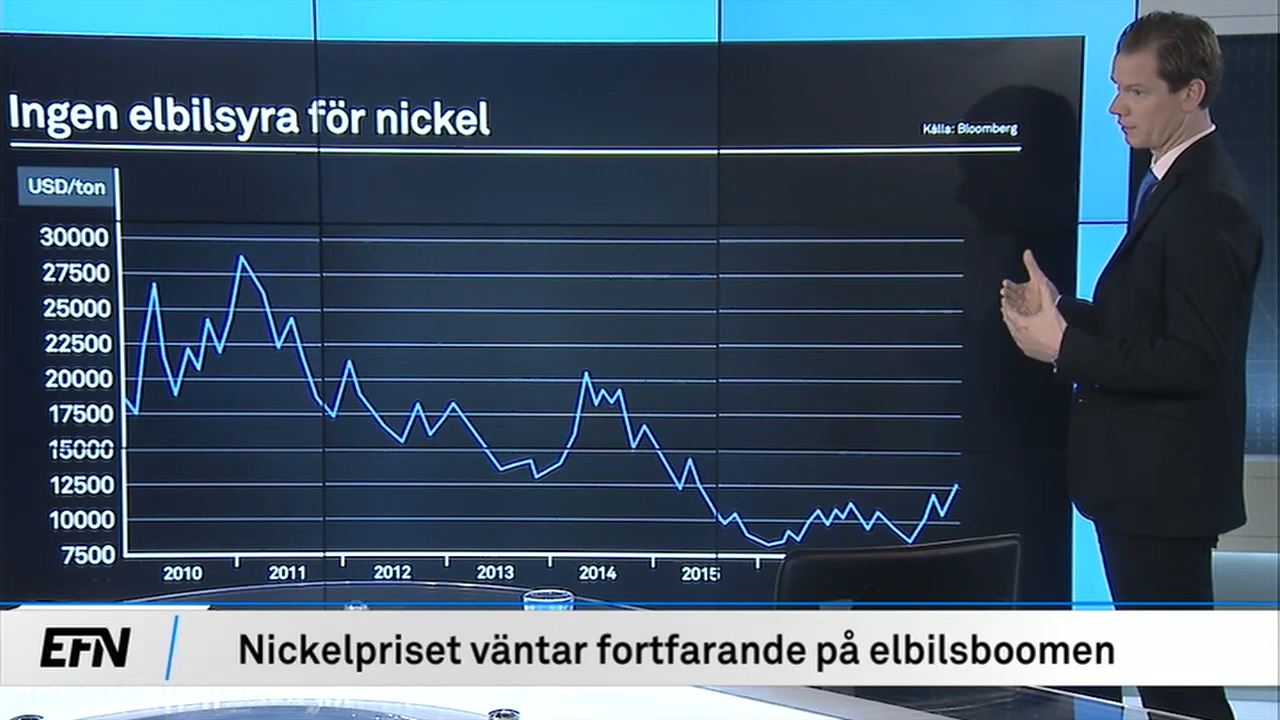 Ingen elbilsyra för nickel
Källa: Bloomberg
USD/ton
30000
27500
25000
22500
20000
17500
15000
12500
10000
7500
2010 2011 2012 2013 2014 2015
EFN Nickelpriset väntar fortfarande på elbilsboomen